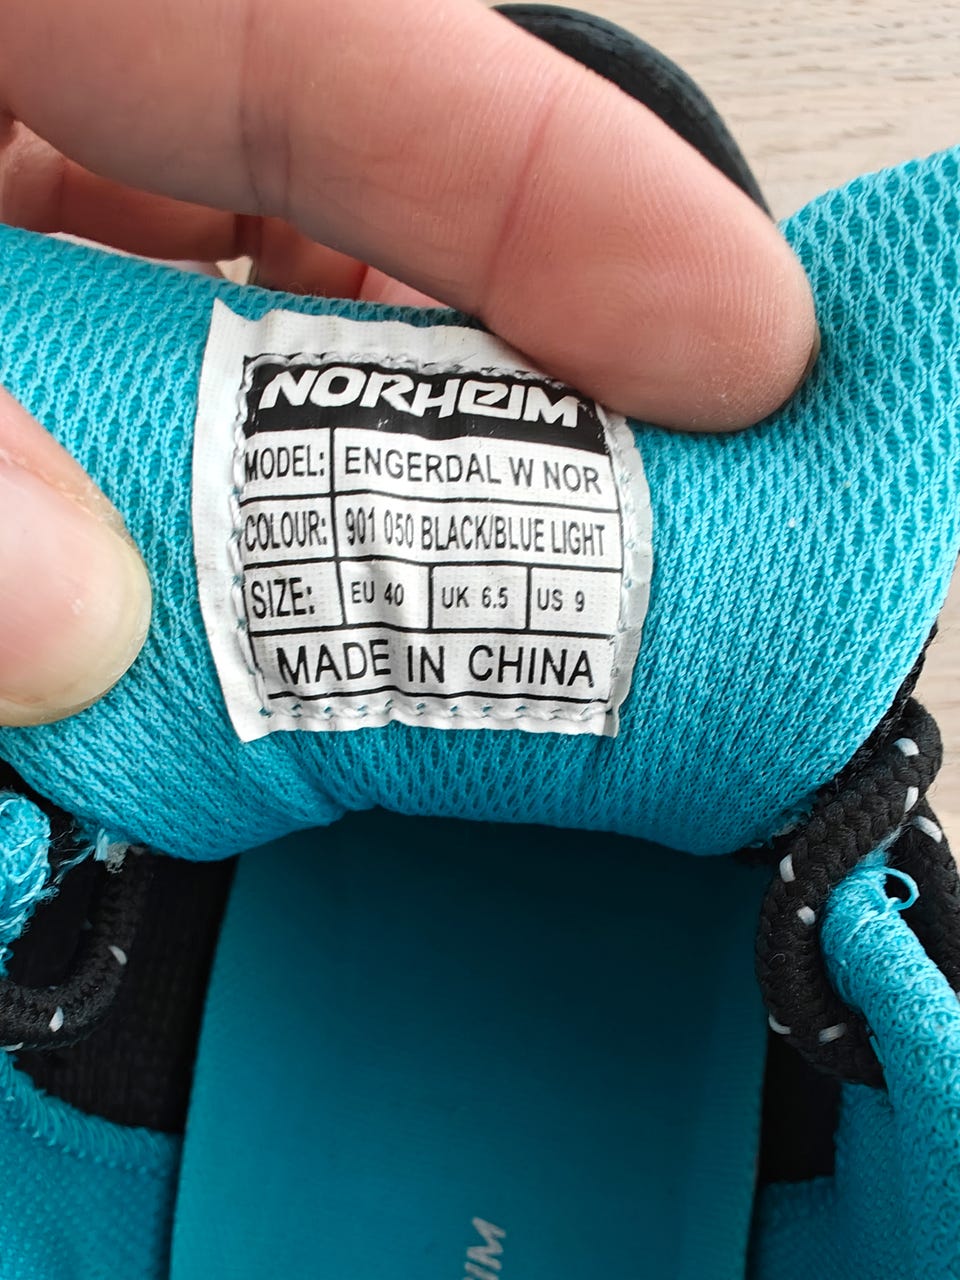 NORHEIM
MODEL: ENGERDAL W NOR
COLOUR: 901 050 BLACK/BLUE LIGHT
SIZE: EU 40 UK 6.5 US 9
MADE IN CHINA
IM